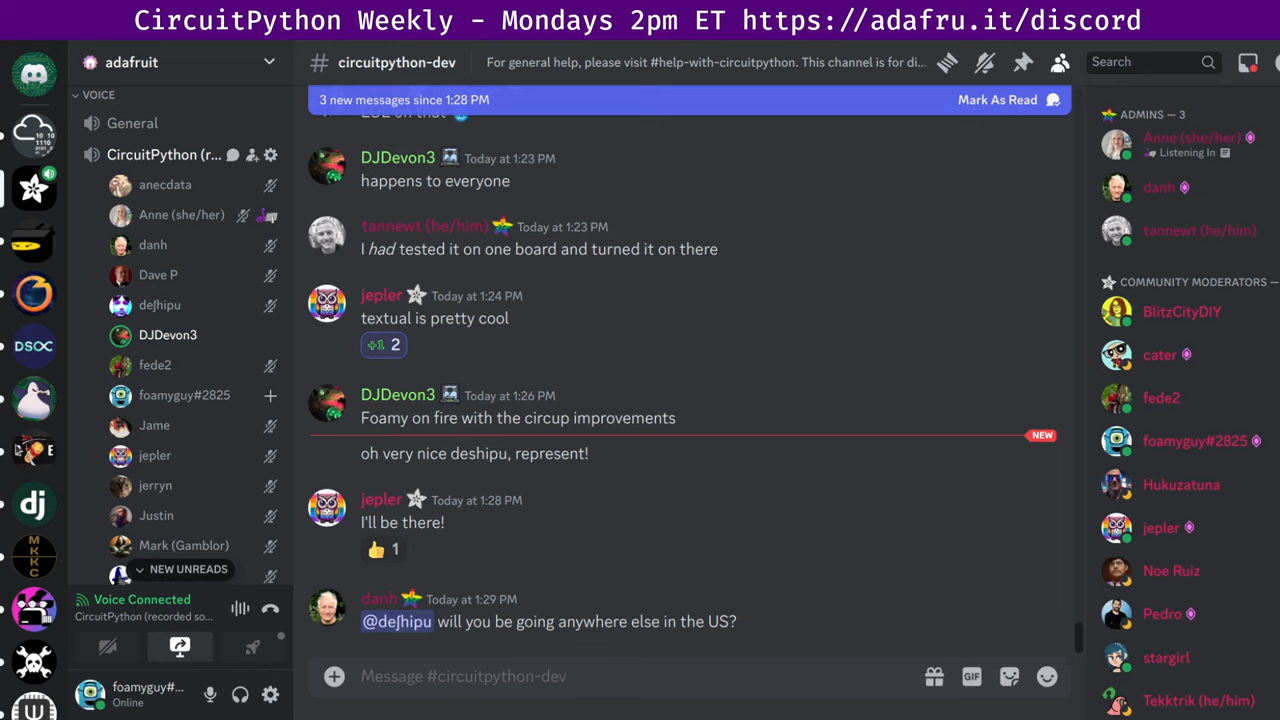 CircuitPython Weekly - Mondays 2pm ET https://adafru.it/discord
adafruit
VOICE
General
CircuitPython (r...
anecdata
Anne (she/her)
danh
Dave P
deʃhipu
DJDevon3
fede2
foamyguy#2825
Jame
jepler
jerryn
Justin
Mark (Gamblor)
NEW UNREADS
Voice Connected
CircuitPython (recorded so...
foamyguy#...
Online
DSOC
dj
MK
KC
# circuitpython-dev
For general help, please visit #help-with-circuitpython. This channel is for di...
Search
3 new messages since 1:28 PM
Mark As Read
DJDevon3 Today at 1:23 PM
happens to everyone
tannewt (he/him) Today at 1:23 PM
I had tested it on one board and turned it on there
jepler Today at 1:24 PM
textual is pretty cool
+1 2
DJDevon3 Today at 1:26 PM
Foamy on fire with the circup improvements
NEW
oh very nice deshipu, represent!
jepler Today at 1:28 PM
I'll be there!
1
danh Today at 1:29 PM
@deʃhipu will you be going anywhere else in the US?
Message #circuitpython-dev
GIF
ADMINS — 3
Anne (she/her)
Listening In
danh
tannewt (he/him)
COMMUNITY MODERATORS —
BlitzCityDIY
cater
fede2
foamyguy#2825
Hukuzatuna
jepler
Noe Ruiz
Pedro
stargirl
Tekktrik (he/him)